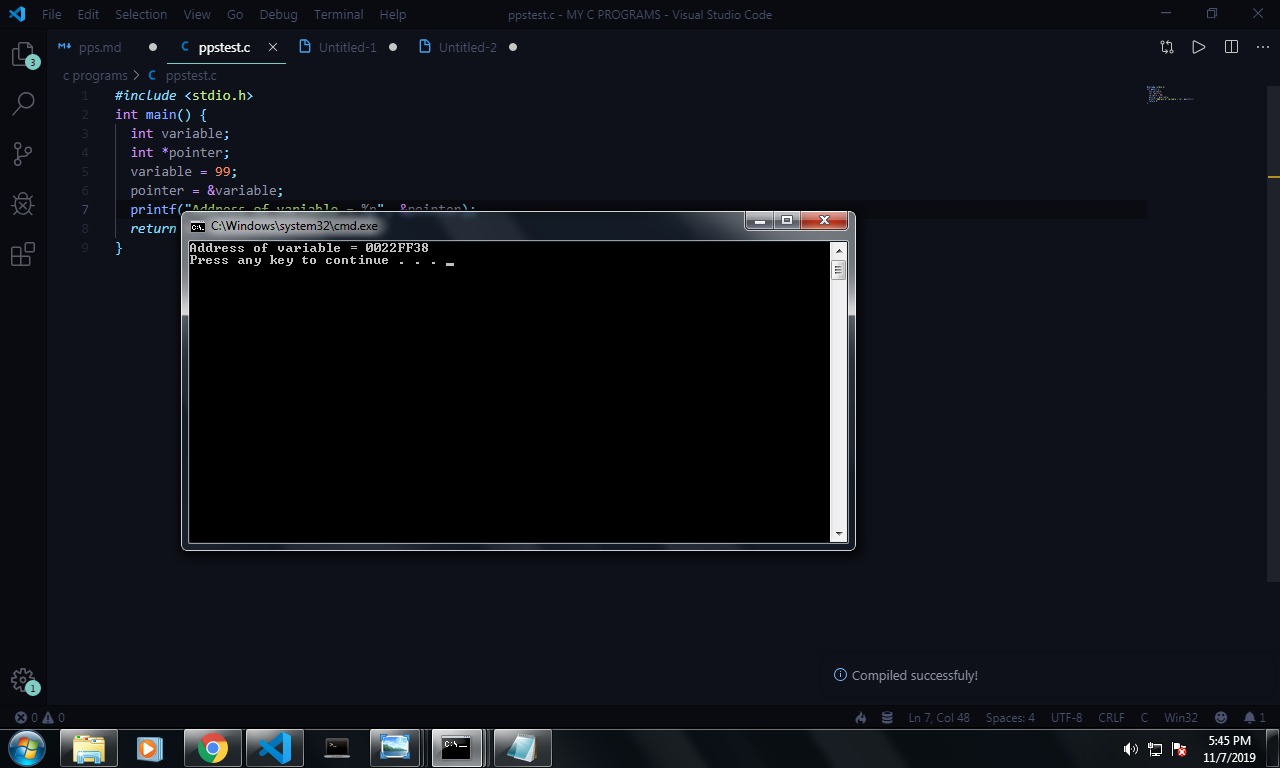 File Edit Selection View Go Debug Terminal Help ppstest.c - MY C PROGRAMS - Visual Studio Code
3 pps.md C ppstest.c Untitled-1 Untitled-2
c programs > C ppstest.c
1 #include <stdio.h>
2 int main() {
3 int variable;
4 int *pointer;
5 variable = 99;
6 pointer = &variable;
7 printf("Address of variable = %p", &pointer);
8 return
9 }
C:\Windows\system32\cmd.exe
Address of variable = 0022FF38
Press any key to continue . . . _
Compiled successfuly!
1
0 0 Ln 7, Col 48 Spaces: 4 UTF-8 CRLF C Win32 1
5:45 PM
11/7/2019